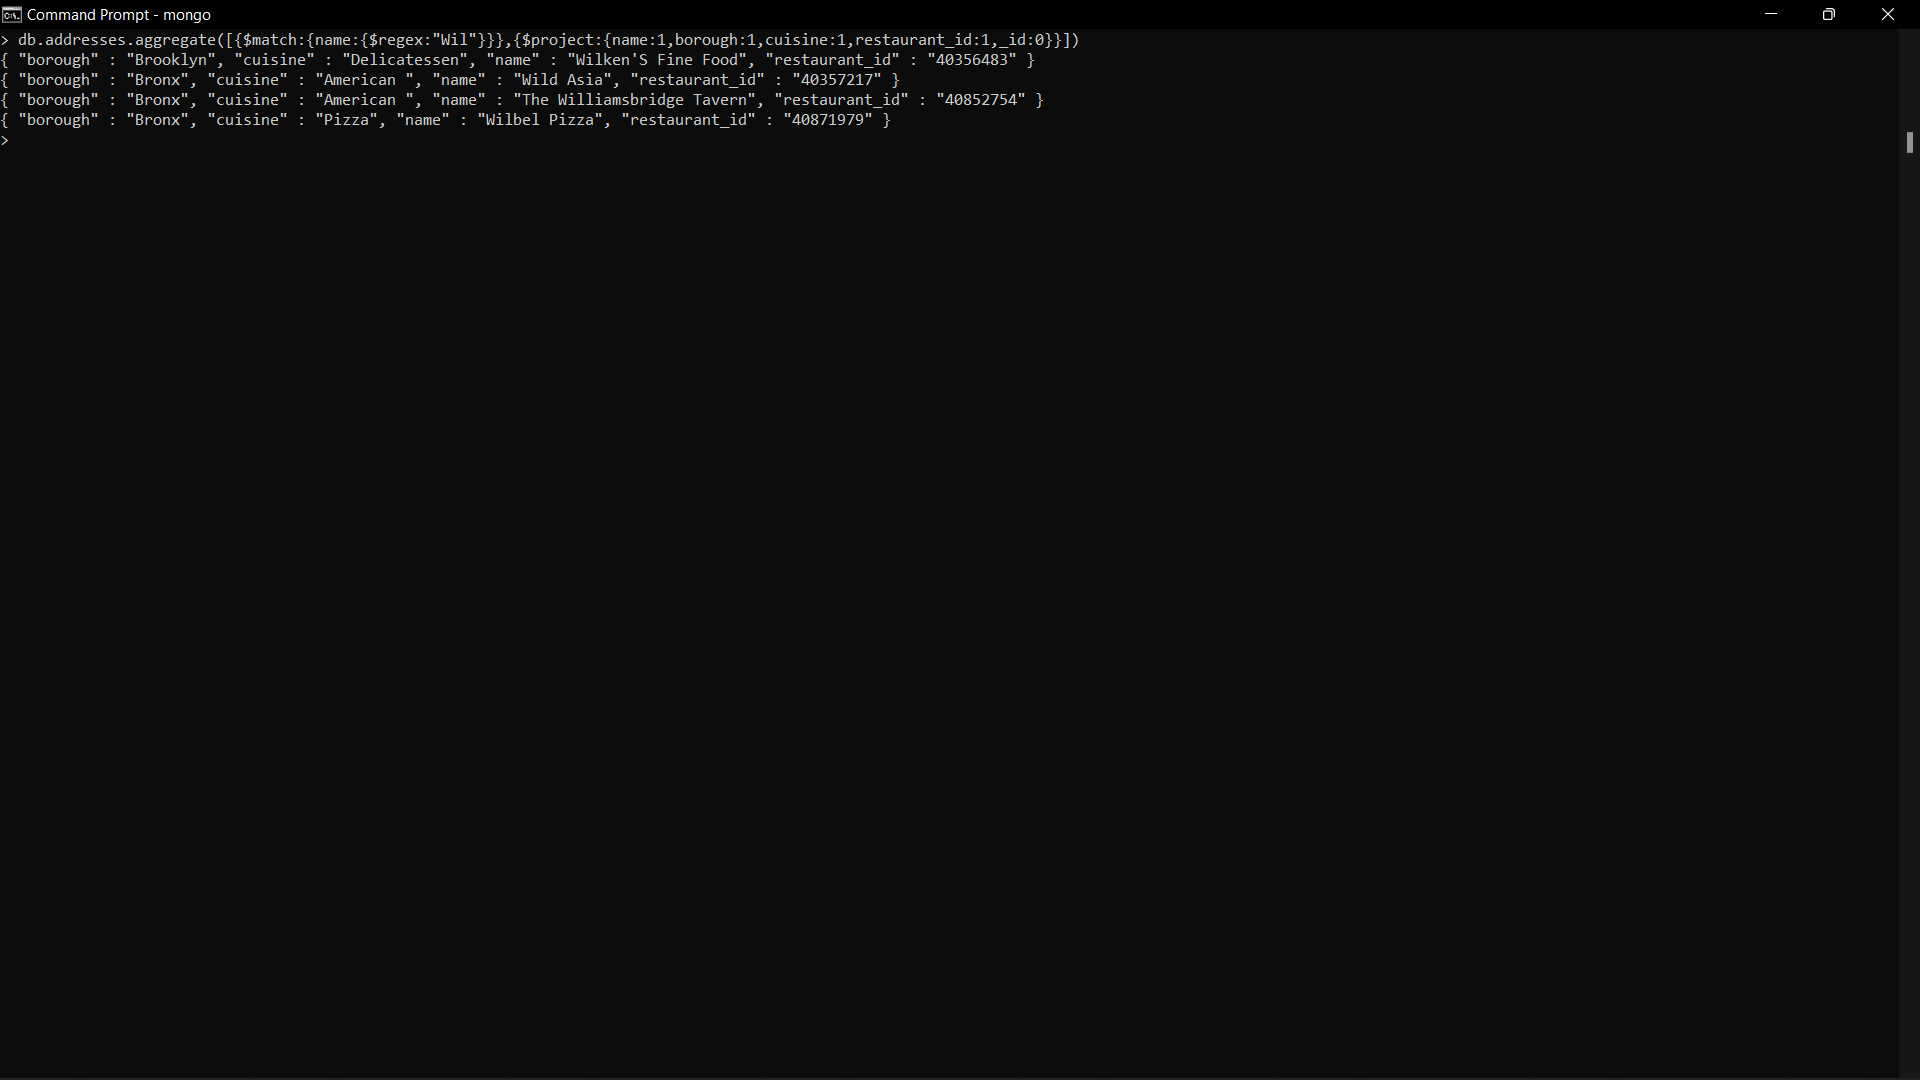 Command Prompt - mongo
> db.addresses.aggregate([{$match:{name:{$regex:"Wil"}}},{$project:{name:1,borough:1,cuisine:1,restaurant_id:1,_id:0}}])
{ "borough" : "Brooklyn", "cuisine" : "Delicatessen", "name" : "Wilken'S Fine Food", "restaurant_id" : "40356483" }
{ "borough" : "Bronx", "cuisine" : "American ", "name" : "Wild Asia", "restaurant_id" : "40357217" }
{ "borough" : "Bronx", "cuisine" : "American ", "name" : "The Williamsbridge Tavern", "restaurant_id" : "40852754" }
{ "borough" : "Bronx", "cuisine" : "Pizza", "name" : "Wilbel Pizza", "restaurant_id" : "40871979" }
>